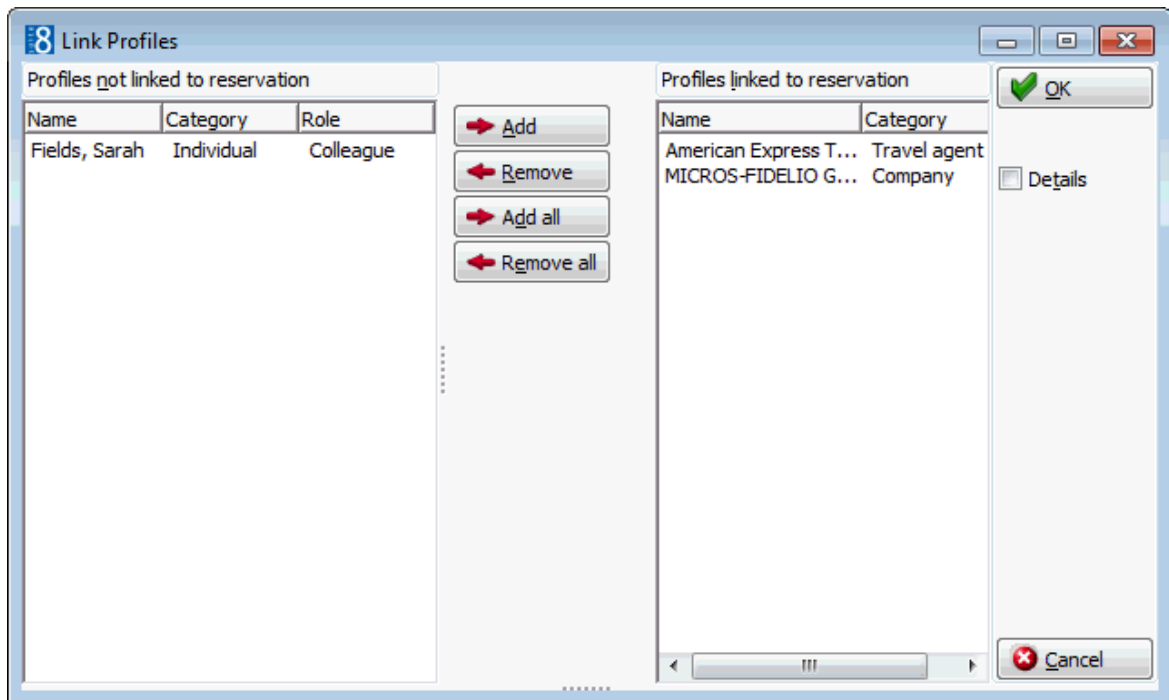 8 Link Profiles
Profiles not linked to reservation
Name Category Role
Fields, Sarah Individual Colleague
Add
Remove
Add all
Remove all
Profiles linked to reservation
Name Category
American Express T... Travel agent
MICROS-FIDELIO G... Company
OK
Details
Cancel